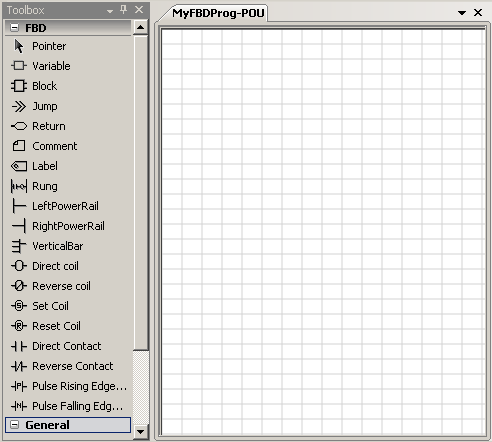 Toolbox
FBD
Pointer
Variable
Block
Jump
Return
Comment
Label
Rung
LeftPowerRail
RightPowerRail
VerticalBar
Direct coil
Reverse coil
Set Coil
Reset Coil
Direct Contact
Reverse Contact
Pulse Rising Edge...
Pulse Falling Edg...
General
MyFBDProg-POU